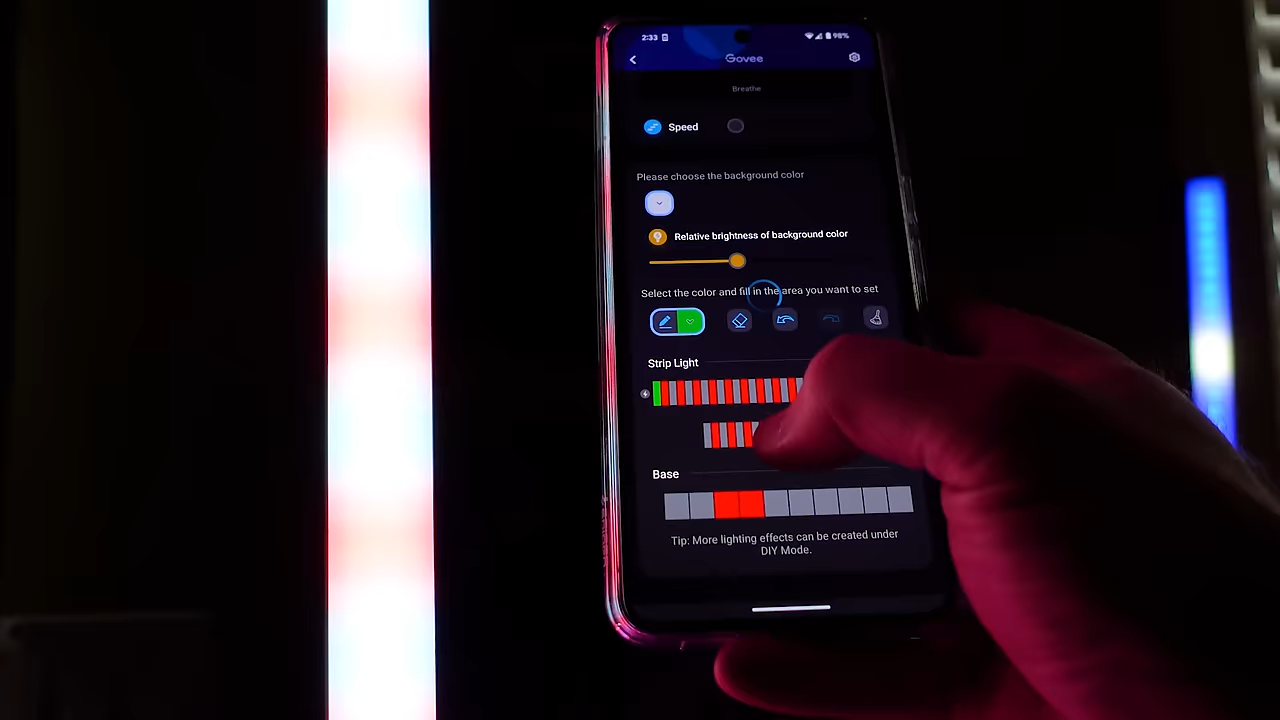 2:33
98%
Govee
Breathe
Speed
Please choose the background color
Relative brightness of background color
Select the color and fill in the area you want to set
Strip Light
Base
Tip: More lighting effects can be created under
DIY Mode.